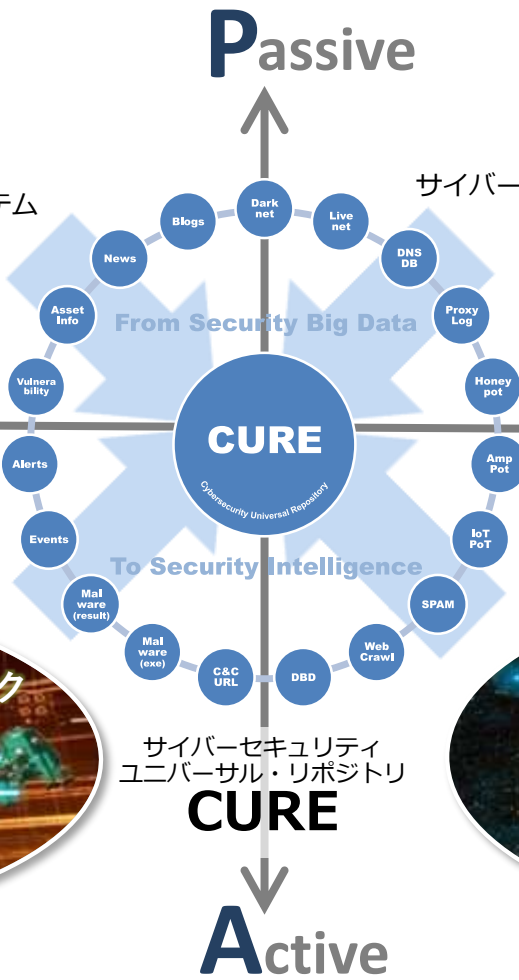 Passive
テム
サイバー
Dark
net
Live
net
DNS
DB
Proxy
Log
Honey
pot
Amp
Pot
IoT
PoT
SPAM
Web
Crawl
DBD
C&C
URL
Mal
ware
(exe)
Mal
ware
(result)
Events
Alerts
Vulnera
bility
Asset
Info
News
Blogs
From Security Big Data
CURE
Cybersecurity Universal Repository
To Security Intelligence
ク
サイバーセキュリティ
ユニバーサル・リポジトリ
CURE
Active